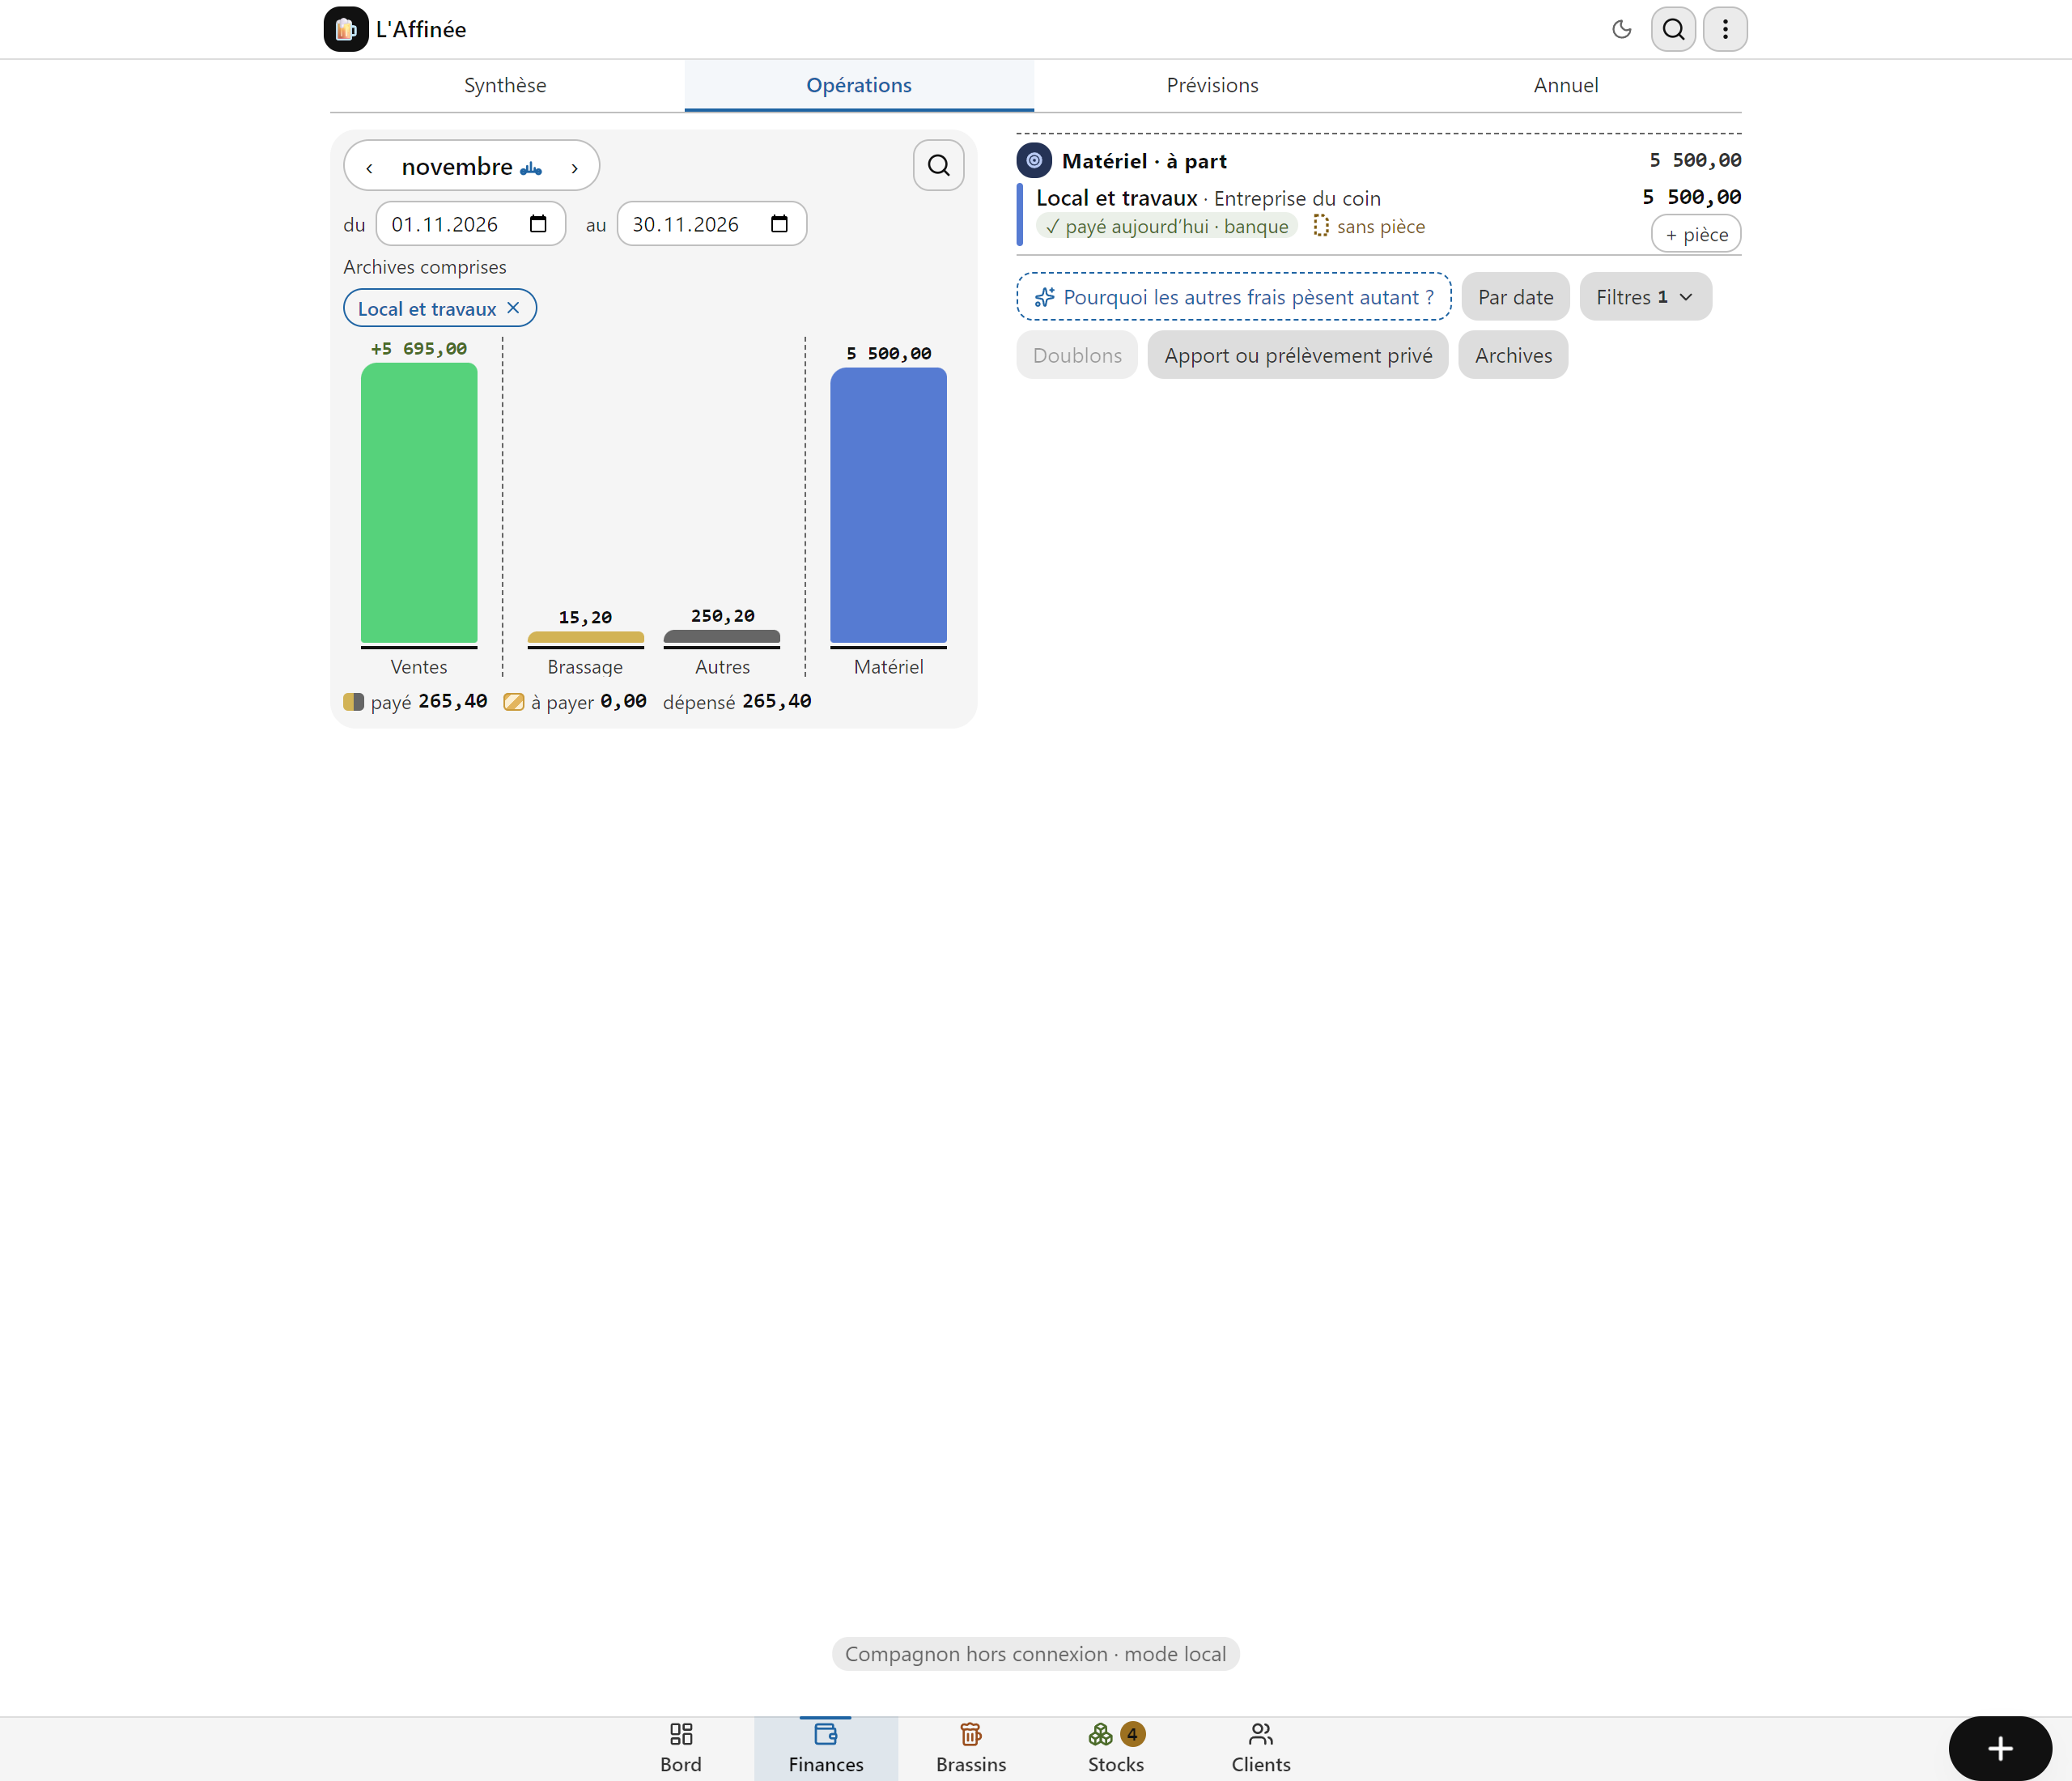 L'Affinée
Synthèse
Opérations
Prévisions
Annuel
‹ novembre ›
du 01.11.2026 au 30.11.2026
Archives comprises
Local et travaux ×
+5 695,00
15,20
250,20
5 500,00
Ventes
Brassage
Autres
Matériel
payé 265,40 à payer 0,00 dépensé 265,40
Matériel · à part 5 500,00
Local et travaux · Entreprise du coin 5 500,00
✓ payé aujourd’hui · banque sans pièce + pièce
Pourquoi les autres frais pèsent autant ? Par date Filtres 1
Doublons Apport ou prélèvement privé Archives
Compagnon hors connexion · mode local
4
Bord
Finances
Brassins
Stocks
Clients
+